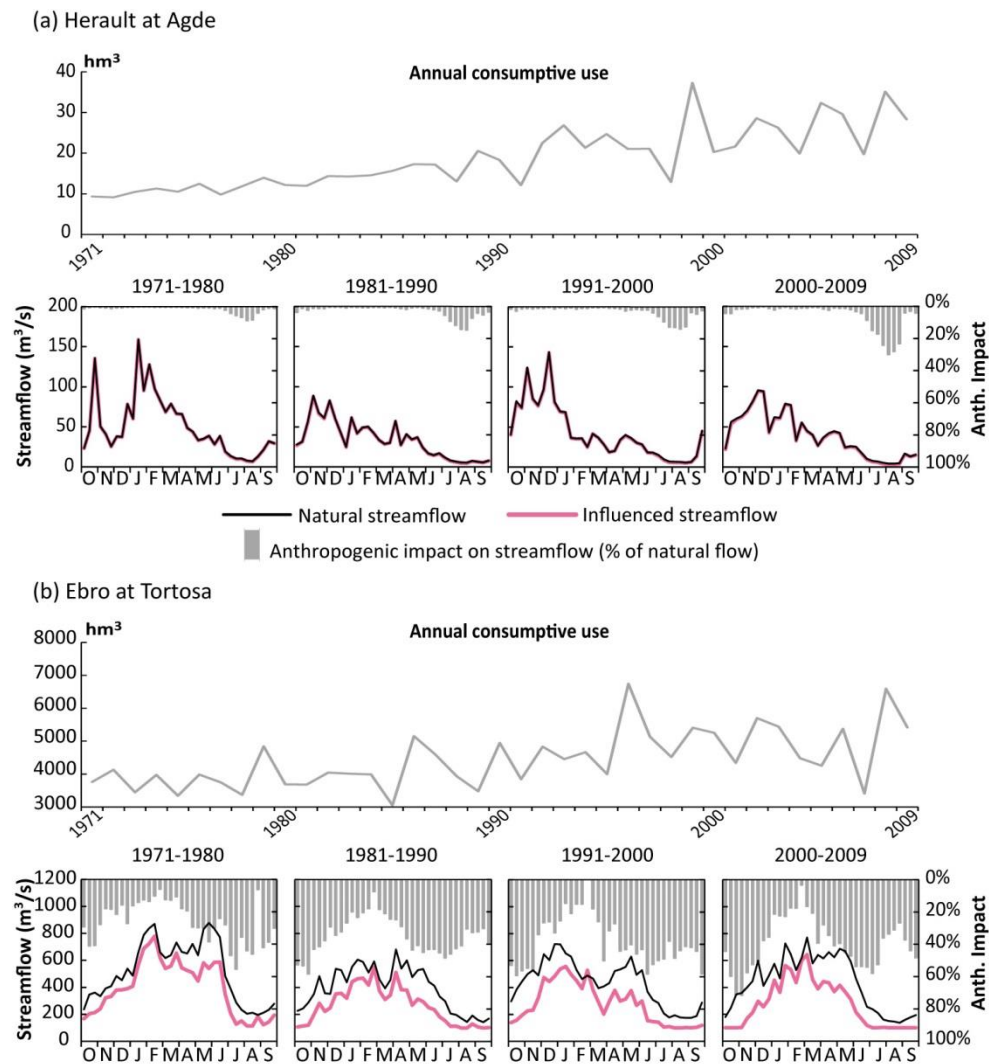 (a) Herault at Agde
hm³
Annual consumptive use
40
30
20
10
0
1971
1980
1990
2000
2009
1971-1980
1981-1990
1991-2000
2000-2009
Streamflow (m³/s)
200
150
100
50
0
0%
20%
40%
60%
80%
100%
Anth. Impact
O N D J F M A M J J A S
O N D J F M A M J J A S
O N D J F M A M J J A S
O N D J F M A M J J A S
Natural streamflow
Influenced streamflow
Anthropogenic impact on streamflow (% of natural flow)
(b) Ebro at Tortosa
hm³
Annual consumptive use
8000
7000
6000
5000
4000
3000
1971
1980
1990
2000
2009
1971-1980
1981-1990
1991-2000
2000-2009
Streamflow (m³/s)
1200
1000
800
600
400
200
0
0%
20%
40%
60%
80%
100%
Anth. Impact
O N D J F M A M J J A S
O N D J F M A M J J A S
O N D J F M A M J J A S
O N D J F M A M J J A S